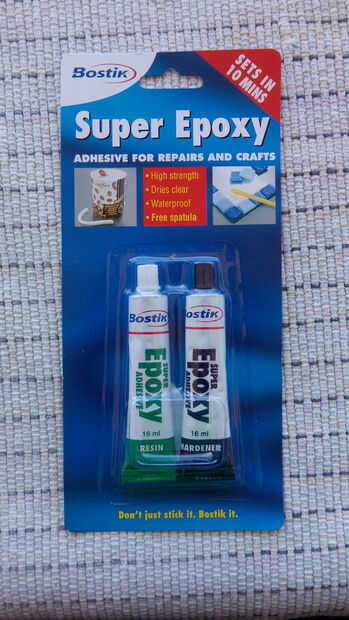 Bostik
SETS IN
10 MINS
Super Epoxy
ADHESIVE FOR REPAIRS AND CRAFTS
• High strength
• Dries clear
• Waterproof
• Free spatula
Bostik
SUPER
Epoxy
ADHESIVE
16 ml
RESIN
Bostik
SUPER
Epoxy
ADHESIVE
16 ml
HARDENER
Don't just stick it. Bostik it.